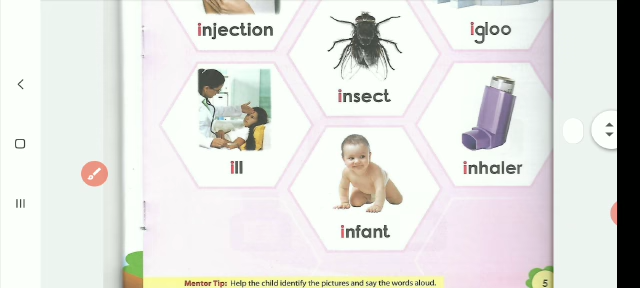 injection
igloo
insect
ill
inhaler
infant
Mentor Tip: Help the child identify the pictures and say the words aloud.
5